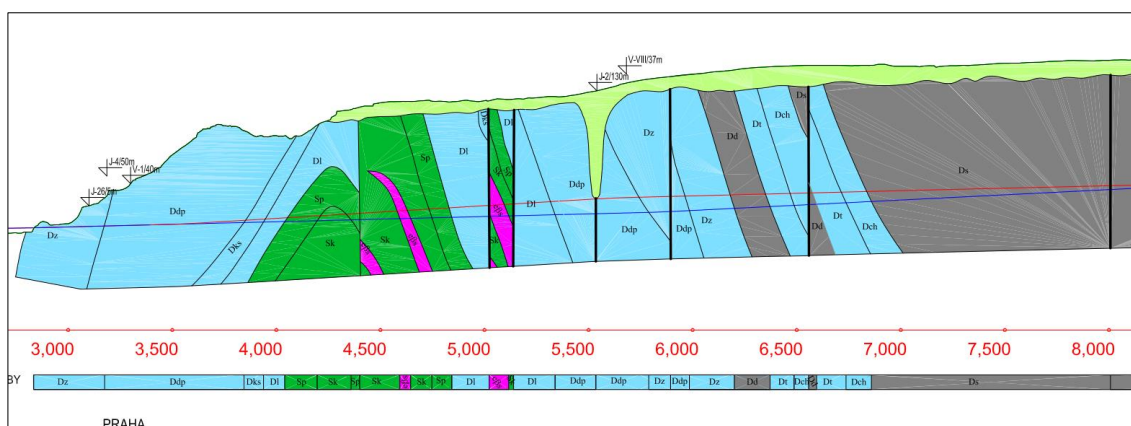 V-VIII/37m
J-2/130m
J-4/50m
V-1/40m
J-26/5m
Dks
Dl
Ds
Dl
Sp
Dl
Ddp
Dz
Dd
Dt
Dch
Ds
Ddp
Sp
Dz
Dks
Sk
Sk
Sk
Dl
Ddp
Ddp
Dz
Dd
Dt
Dch
3,000 3,500 4,000 4,500 5,000 5,500 6,000 6,500 7,000 7,500 8,000
BY Dz Ddp Dks Dl Sp Sk Sp Sk Sk Sp Dl Dl Ddp Ddp Dz Ddp Dz Dd Dt Dch Dt Dch Ds
PRAHA